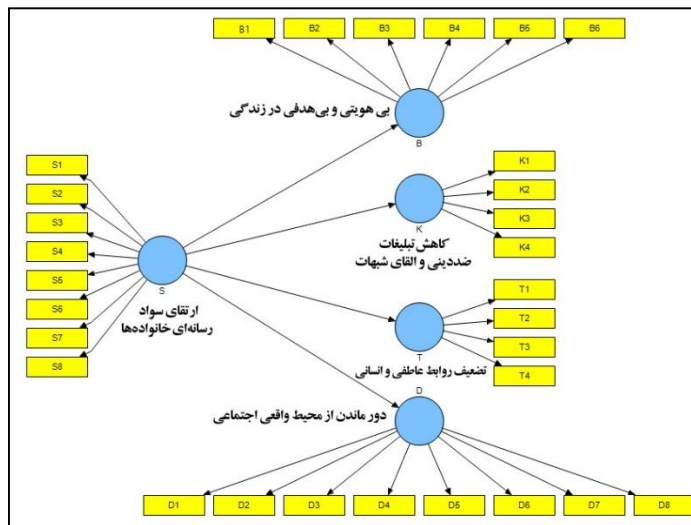 B1
B2
B3
B4
B5
B6
بی هویتی و بی‌هدفی در زندگی
B
S1
S2
S3
S4
S5
S6
S7
S8
S
ارتقای سواد
رسانه‌ای خانواده‌ها
K1
K2
K3
K4
K
کاهش تبلیغات
ضددینی و القای شبهات
T1
T2
T3
T4
T
تضعیف روابط عاطفی و انسانی
D
دور ماندن از محیط واقعی اجتماعی
D1
D2
D3
D4
D5
D6
D7
D8